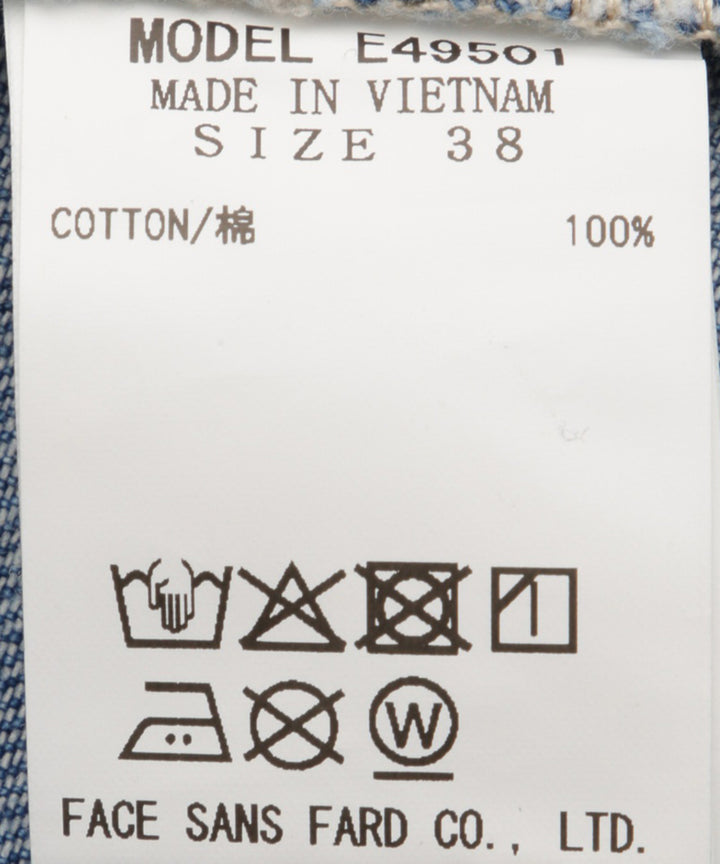 MODEL E49501
MADE IN VIETNAM
SIZE 38
COTTON/棉 100%
W
FACE SANS FARD CO., LTD.